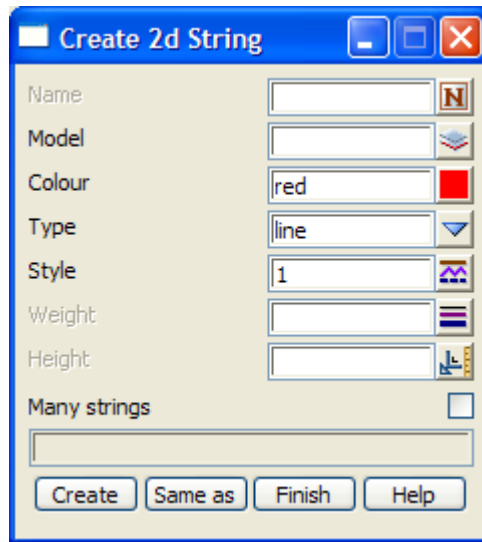 Create 2d String
Name N
Model
Colour red
Type line
Style 1
Weight
Height
Many strings
Create Same as Finish Help